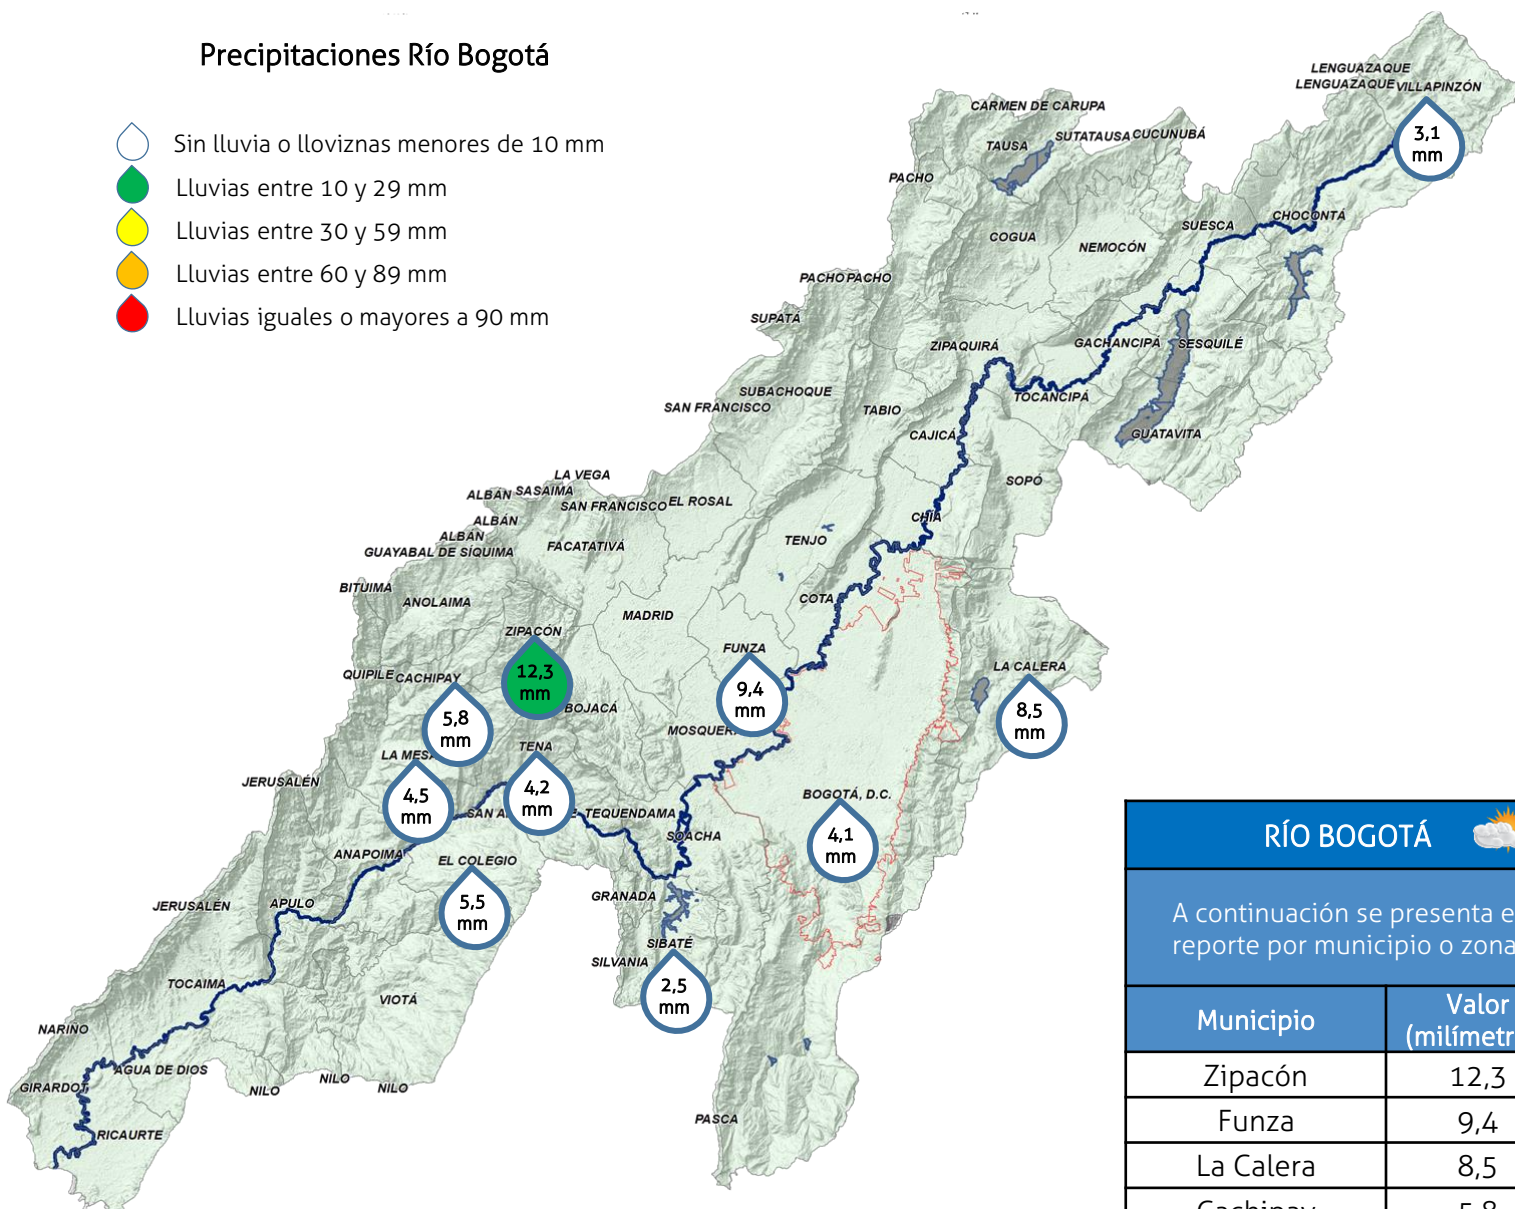 Precipitaciones Río Bogotá
Sin lluvia o lloviznas menores de 10 mm
Lluvias entre 10 y 29 mm
Lluvias entre 30 y 59 mm
Lluvias entre 60 y 89 mm
Lluvias iguales o mayores a 90 mm
LENGUAZAQUE
LENGUAZAQUE
VILLAPINZÓN
3,1
mm
CARMEN DE CARUPA
SUTATAUSA
CUCUNUBÁ
TAUSA
PACHO
CHOCONTÁ
SUESCA
COGUA
NEMOCÓN
PACHO
PACHO
SUPATÁ
ZIPAQUIRÁ
GACHANCIPÁ
SESQUILÉ
SUBACHOQUE
SAN FRANCISCO
TABIO
TOCANCIPÁ
CAJICÁ
GUATAVITA
LA VEGA
SOPÓ
ALBÁN
SASAIMA
SAN FRANCISCO
EL ROSAL
CHÍA
ALBÁN
ALBÁN
GUAYABAL DE SÍQUIMA
FACATATIVÁ
TENJO
BITUIMA
ANOLAIMA
COTA
MADRID
ZIPACÓN
12,3
mm
FUNZA
9,4
mm
LA CALERA
8,5
mm
QUIPILE
CACHIPAY
5,8
mm
BOJACÁ
MOSQUER
TENA
4,2
mm
LA MESA
4,5
mm
JERUSALÉN
BOGOTÁ, D.C.
4,1
mm
SAN A
TEQUENDAMA
SOACHA
ANAPOIMA
EL COLEGIO
5,5
mm
GRANADA
JERUSALÉN
APULO
SIBATÉ
2,5
mm
SILVANIA
TOCAIMA
VIOTÁ
NARIÑO
AGUA DE DIOS
GIRARDOT
NILO
NILO
NILO
PASCA
RICAURTE
RÍO BOGOTÁ
A continuación se presenta e
reporte por municipio o zona
Municipio
Valor
(milímetr
Zipacón
12,3
Funza
9,4
La Calera
8,5
Cachipay
5,8